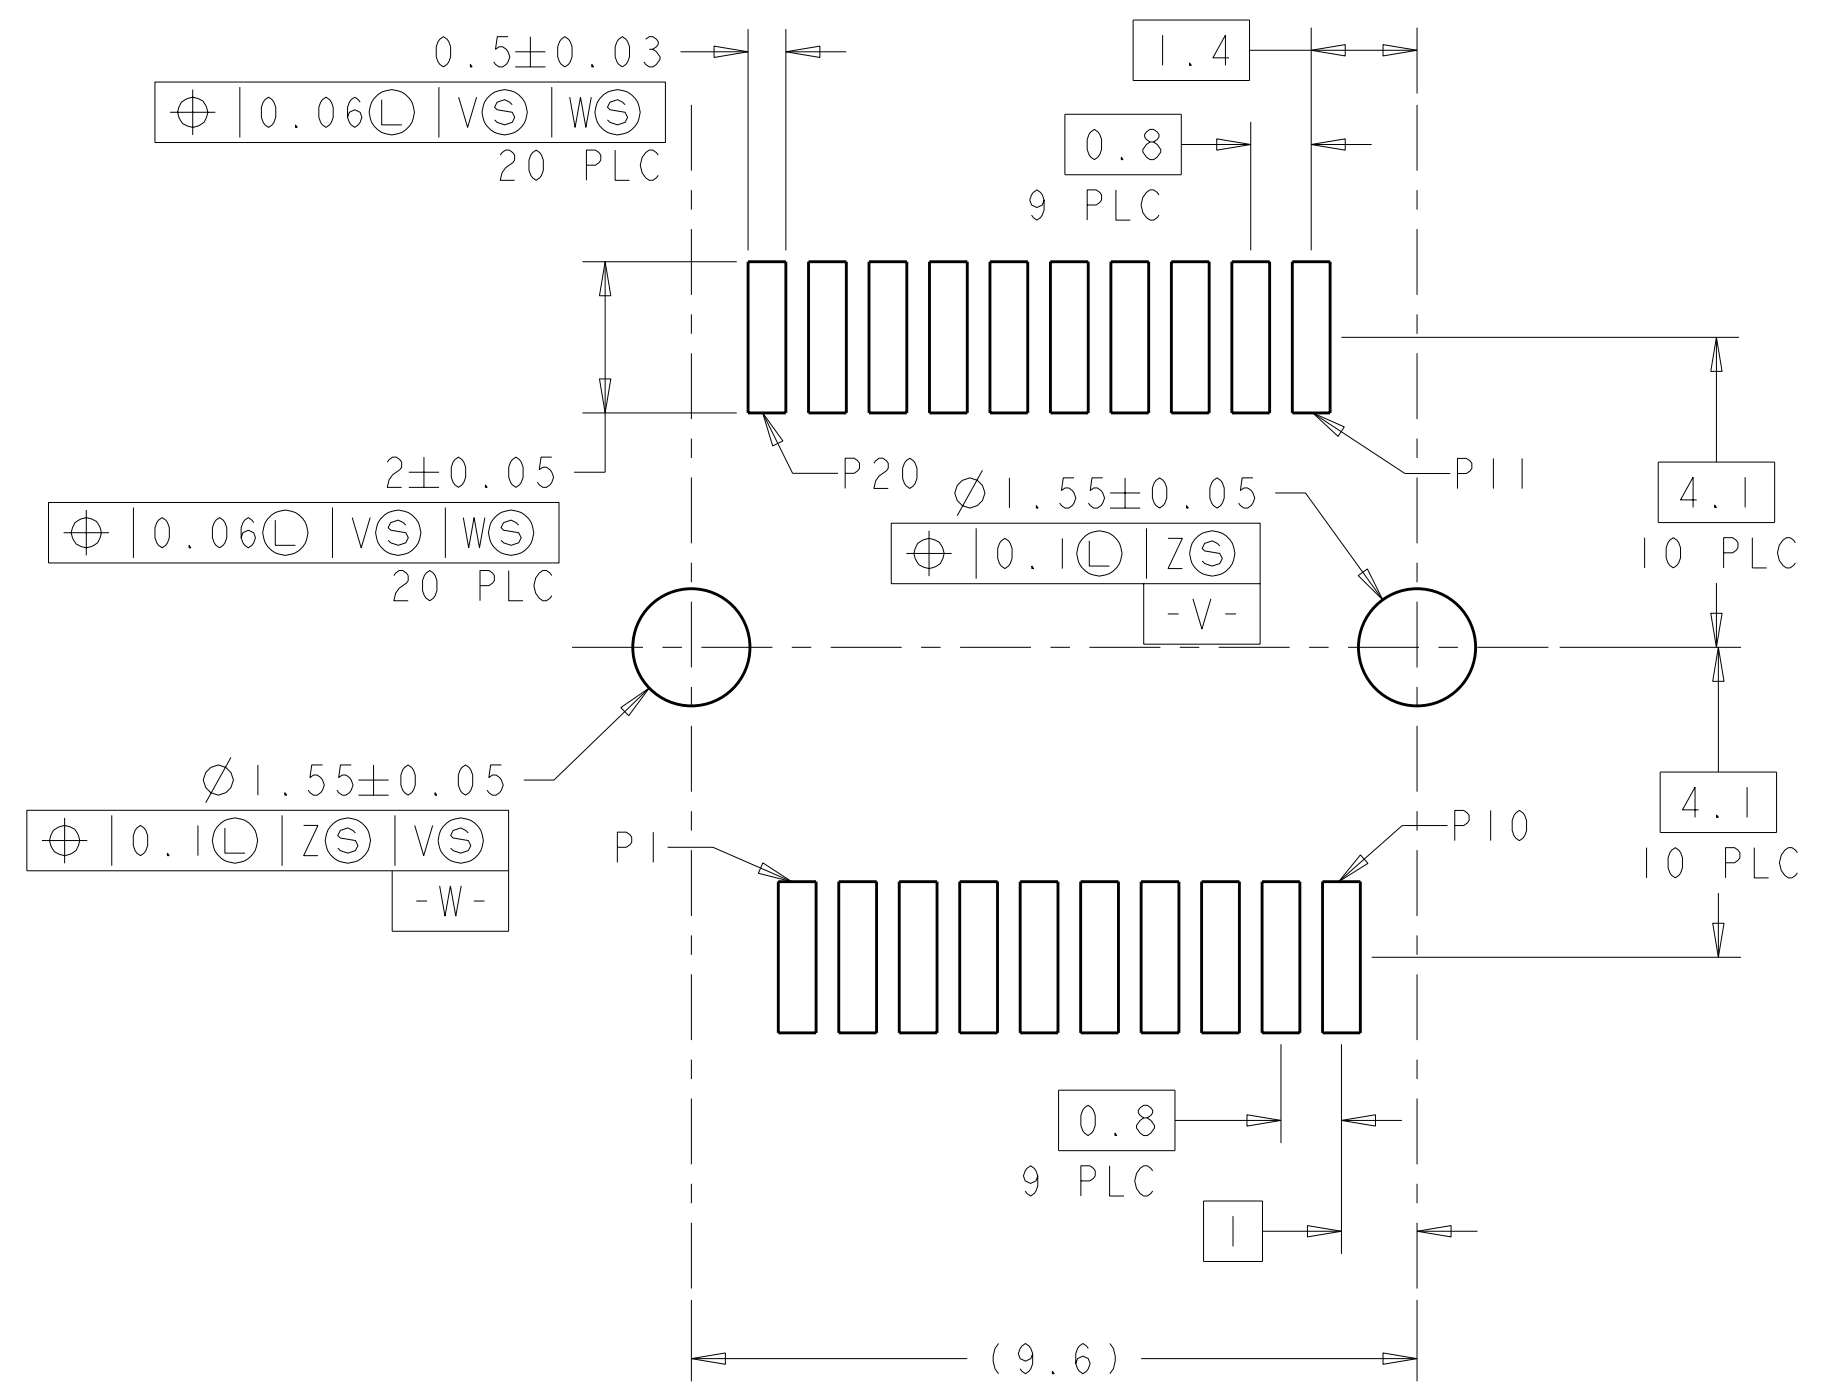 0.5±0.03
⌖ 0.06Ⓛ VⓈ WⓈ
20 PLC
1.4
0.8
9 PLC
2±0.05
⌖ 0.06Ⓛ VⓈ WⓈ
20 PLC
P20
P11
Ø1.55±0.05
⌖ 0.1Ⓛ ZⓈ
-V-
4.1
10 PLC
Ø1.55±0.05
⌖ 0.1Ⓛ ZⓈ VⓈ
-W-
P1
P10
4.1
10 PLC
0.8
9 PLC
1
(9.6)